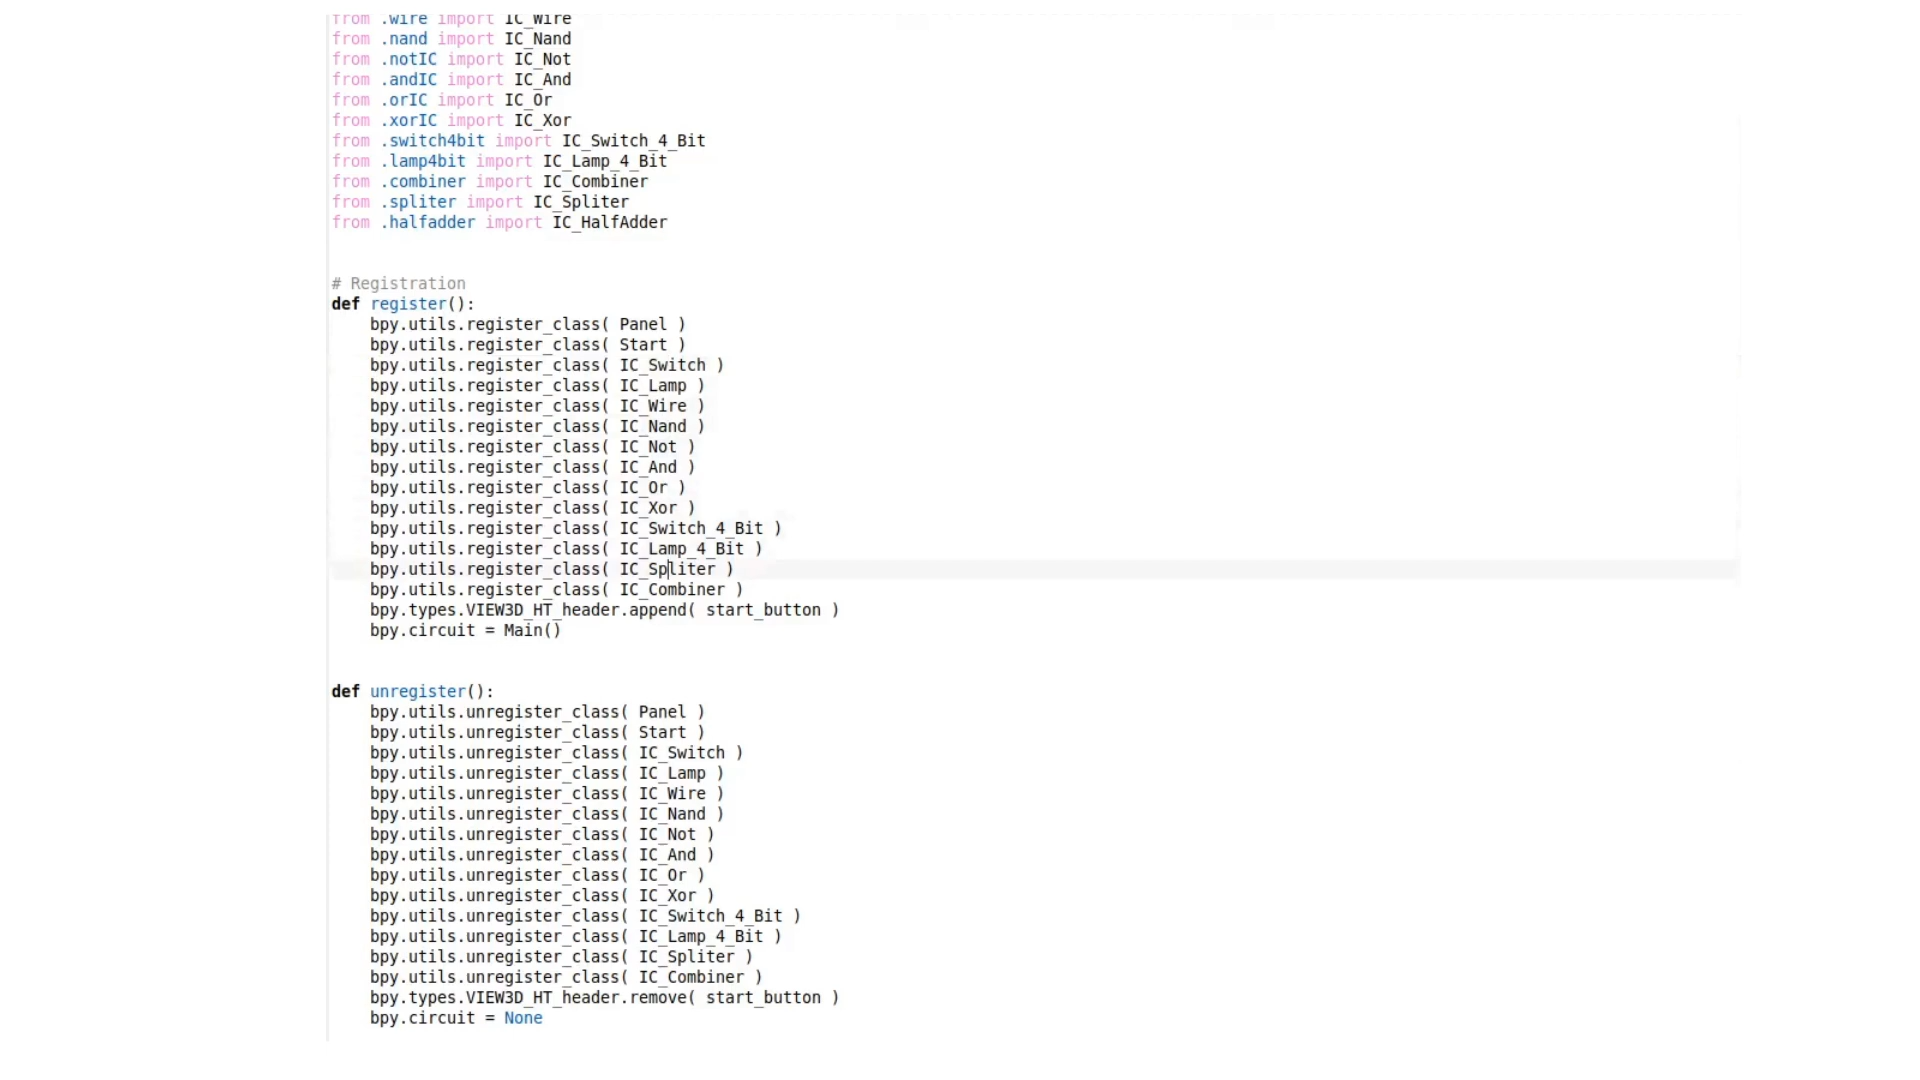 from .wire import IC_Wire
from .nand import IC_Nand
from .notIC import IC_Not
from .andIC import IC_And
from .orIC import IC_Or
from .xorIC import IC_Xor
from .switch4bit import IC_Switch_4_Bit
from .lamp4bit import IC_Lamp_4_Bit
from .combiner import IC_Combiner
from .spliter import IC_Spliter
from .halfadder import IC_HalfAdder
# Registration
def register():
    bpy.utils.register_class( Panel )
    bpy.utils.register_class( Start )
    bpy.utils.register_class( IC_Switch )
    bpy.utils.register_class( IC_Lamp )
    bpy.utils.register_class( IC_Wire )
    bpy.utils.register_class( IC_Nand )
    bpy.utils.register_class( IC_Not )
    bpy.utils.register_class( IC_And )
    bpy.utils.register_class( IC_Or )
    bpy.utils.register_class( IC_Xor )
    bpy.utils.register_class( IC_Switch_4_Bit )
    bpy.utils.register_class( IC_Lamp_4_Bit )
    bpy.utils.register_class( IC_Spliter )
    bpy.utils.register_class( IC_Combiner )
    bpy.types.VIEW3D_HT_header.append( start_button )
    bpy.circuit = Main()
def unregister():
    bpy.utils.unregister_class( Panel )
    bpy.utils.unregister_class( Start )
    bpy.utils.unregister_class( IC_Switch )
    bpy.utils.unregister_class( IC_Lamp )
    bpy.utils.unregister_class( IC_Wire )
    bpy.utils.unregister_class( IC_Nand )
    bpy.utils.unregister_class( IC_Not )
    bpy.utils.unregister_class( IC_And )
    bpy.utils.unregister_class( IC_Or )
    bpy.utils.unregister_class( IC_Xor )
    bpy.utils.unregister_class( IC_Switch_4_Bit )
    bpy.utils.unregister_class( IC_Lamp_4_Bit )
    bpy.utils.unregister_class( IC_Spliter )
    bpy.utils.unregister_class( IC_Combiner )
    bpy.types.VIEW3D_HT_header.remove( start_button )
    bpy.circuit = None